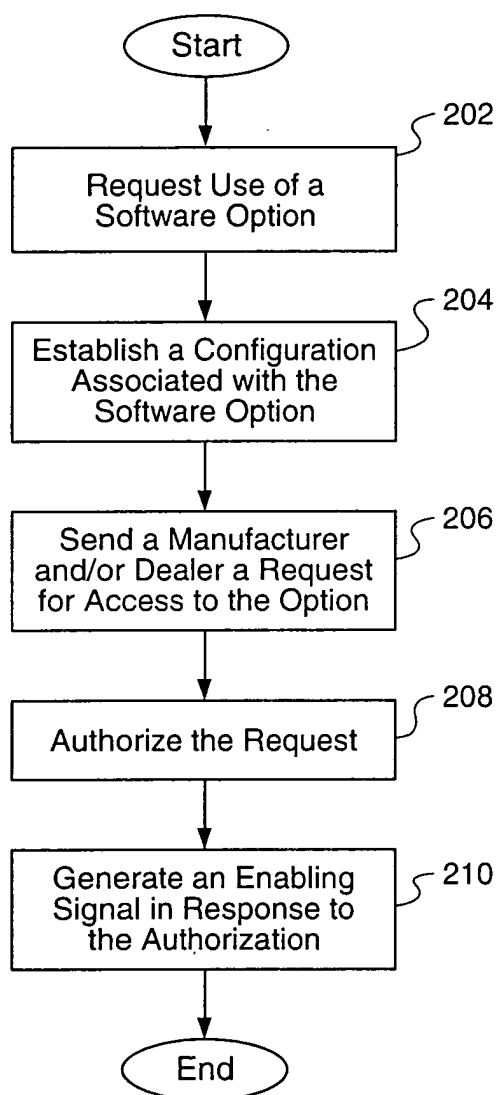 Start
202
Request Use of a
Software Option
204
Establish a Configuration
Associated with the
Software Option
206
Send a Manufacturer
and/or Dealer a Request
for Access to the Option
208
Authorize the Request
210
Generate an Enabling
Signal in Response to
the Authorization
End